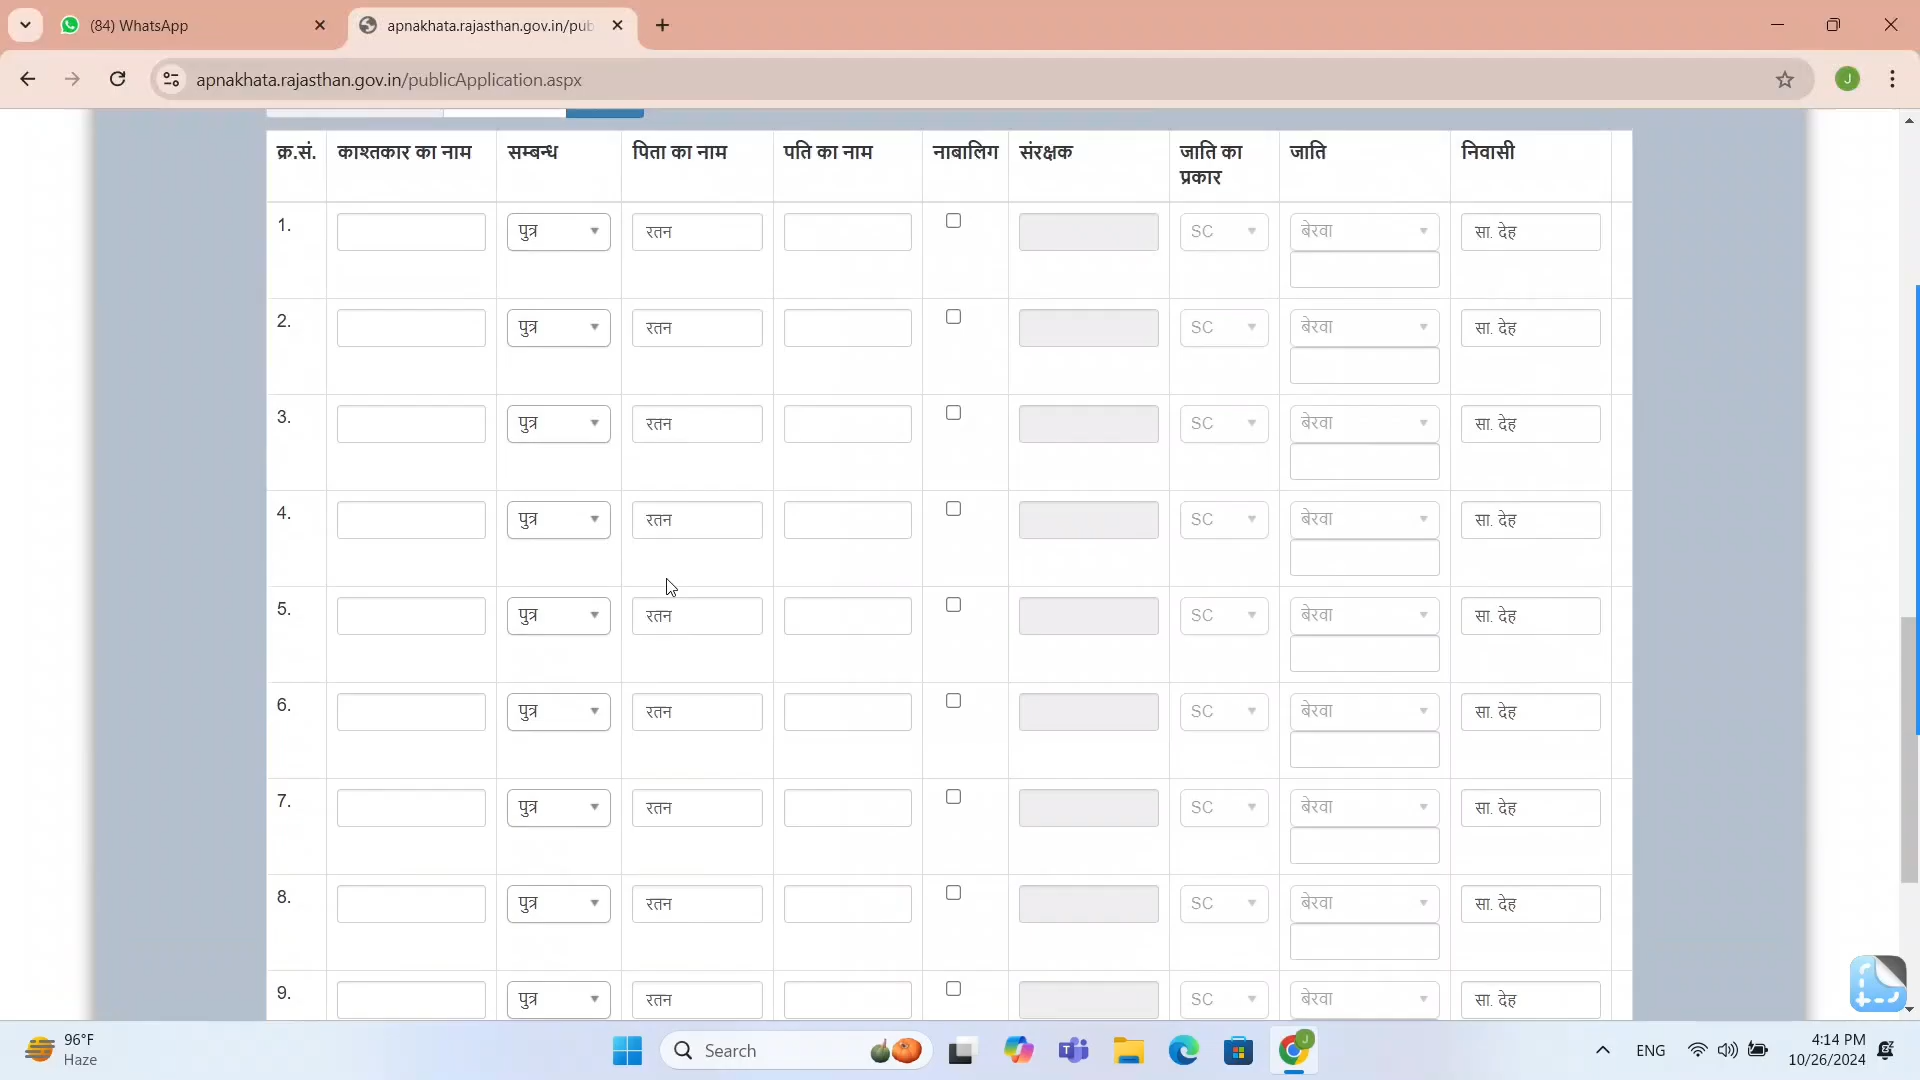 (84) WhatsApp
apnakhata.rajasthan.gov.in/pub
apnakhata.rajasthan.gov.in/publicApplication.aspx
J
क्र.सं. काश्तकार का नाम सम्बन्ध पिता का नाम पति का नाम नाबालिग संरक्षक जाति का प्रकार जाति निवासी
1. पुत्र रतन SC बेरवा सा. देह
2. पुत्र रतन SC बेरवा सा. देह
3. पुत्र रतन SC बेरवा सा. देह
4. पुत्र रतन SC बेरवा सा. देह
5. पुत्र रतन SC बेरवा सा. देह
6. पुत्र रतन SC बेरवा सा. देह
7. पुत्र रतन SC बेरवा सा. देह
8. पुत्र रतन SC बेरवा सा. देह
9. पुत्र रतन SC बेरवा सा. देह
96°F
Haze
Search
ENG
4:14 PM
10/26/2024